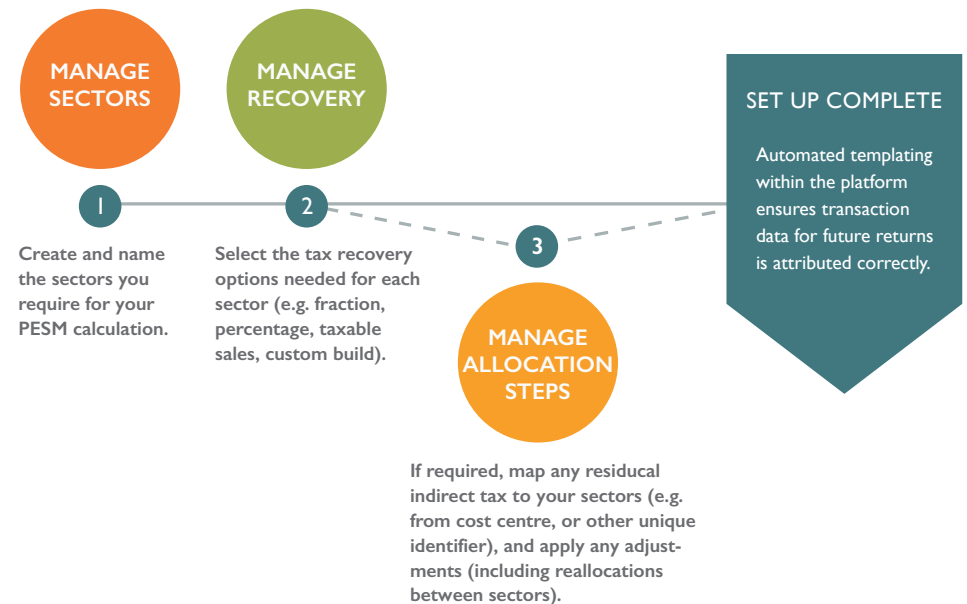 MANAGE
SECTORS
1
Create and name
the sectors you
require for your
PESM calculation.
MANAGE
RECOVERY
2
Select the tax recovery
options needed for each
sector (e.g. fraction,
percentage, taxable
sales, custom build).
3
MANAGE
ALLOCATION
STEPS
If required, map any residucal
indirect tax to your sectors (e.g.
from cost centre, or other unique
identifier), and apply any adjust-
ments (including reallocations
between sectors).
SET UP COMPLETE
Automated templating
within the platform
ensures transaction
data for future returns
is attributed correctly.